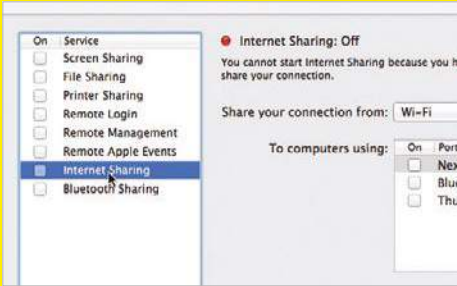 On Service
Screen Sharing
File Sharing
Printer Sharing
Remote Login
Remote Management
Remote Apple Events
Internet Sharing
Bluetooth Sharing
Internet Sharing: Off
You cannot start Internet Sharing because you h
share your connection.
Share your connection from: Wi-Fi
To computers using:
On Port
Nex
Blu
Thu